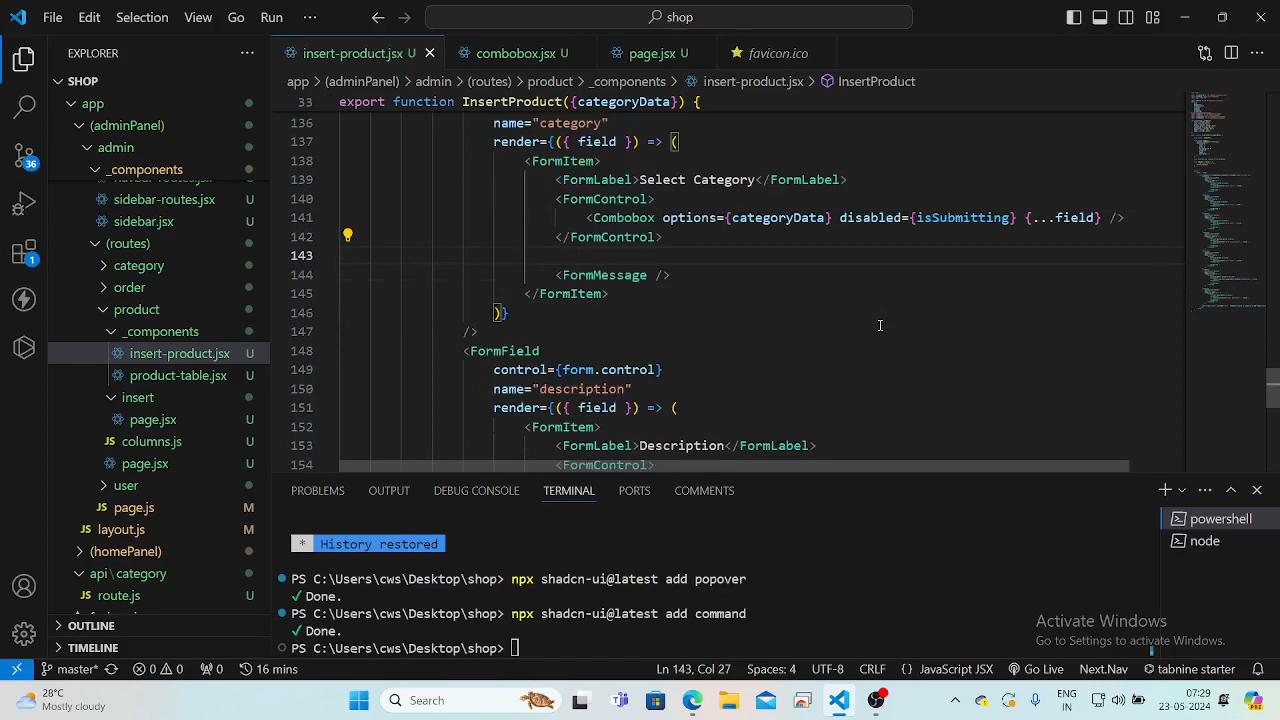 File Edit Selection View Go Run ··· shop
EXPLORER ···
insert-product.jsx U combobox.jsx U page.jsx U favicon.ico
SHOP
app > (adminPanel) > admin > (routes) > product > _components > insert-product.jsx > InsertProduct
app
(adminPanel)
admin
_components
sidebar-routes.jsx U
sidebar.jsx U
(routes)
category
order
product
_components
insert-product.jsx U
product-table.jsx U
insert
page.jsx U
columns.js U
page.jsx U
user
page.js M
layout.js M
(homePanel)
api\category
route.js U
OUTLINE
TIMELINE
36
1
33 export function InsertProduct({categoryData}) {
136 name="category"
137 render={({ field }) => (
138 <FormItem>
139 <FormLabel>Select Category</FormLabel>
140 <FormControl>
141 <Combobox options={categoryData} disabled={isSubmitting} {...field} />
142 </FormControl>
143
144 <FormMessage />
145 </FormItem>
146 )}
147 />
148 <FormField
149 control={form.control}
150 name="description"
151 render={({ field }) => (
152 <FormItem>
153 <FormLabel>Description</FormLabel>
154 <FormControl>
PROBLEMS OUTPUT DEBUG CONSOLE TERMINAL PORTS COMMENTS
* History restored
PS C:\Users\cws\Desktop\shop> npx shadcn-ui@latest add popover
✓ Done.
PS C:\Users\cws\Desktop\shop> npx shadcn-ui@latest add command
✓ Done.
PS C:\Users\cws\Desktop\shop>
powershell
node
Activate Windows
Go to Settings to activate Windows.
master* 0 0 0 16 mins Ln 143, Col 27 Spaces: 4 UTF-8 CRLF {} JavaScript JSX Go Live Next.Nav tabnine starter
28°C
Mostly cloudy
Search
ENG
IN
07:29
23-05-2024